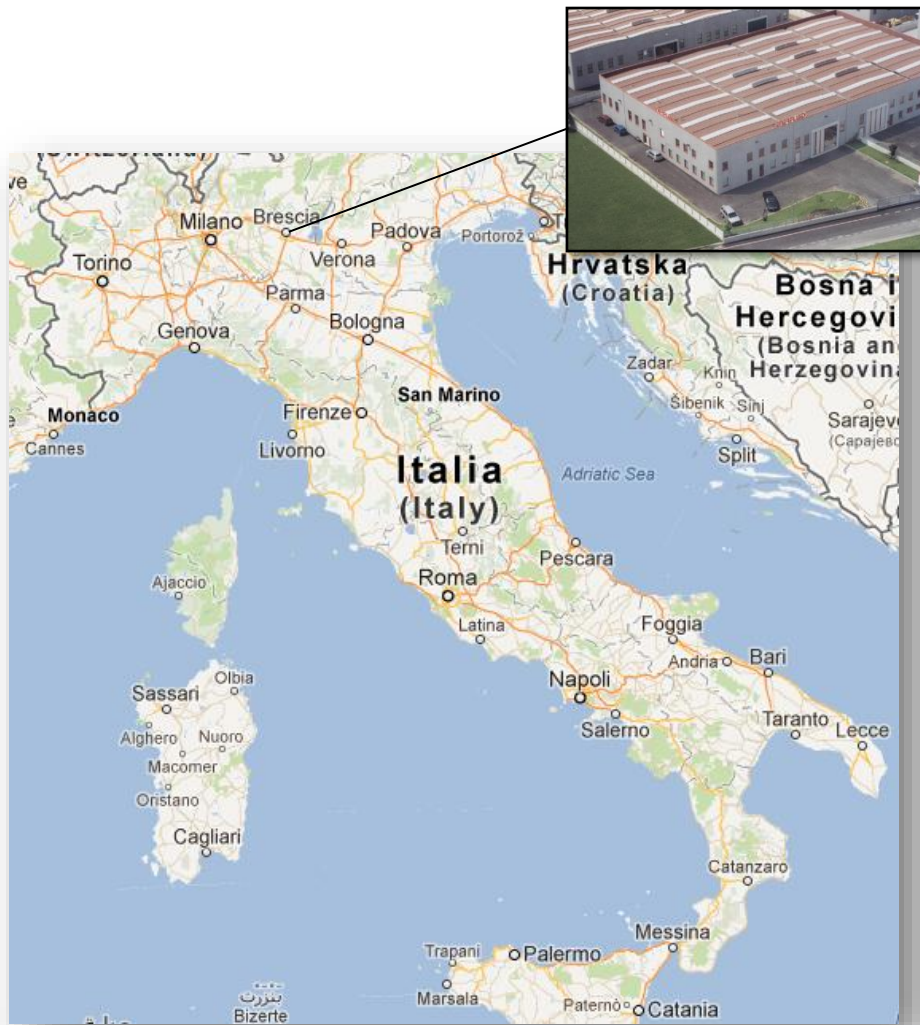 (Switzerland)
Milano
Brescia
Verona
Padova
Portorož
Torino
Parma
Hrvatska
(Croatia)
Bosna i
Hercegovi
(Bosnia an
Herzegovina
Genova
Bologna
Zadar
Knin
Monaco
Cannes
Firenze
San Marino
Šibenik
Sinj
Sarajevo
Livorno
Split
Italia
(Italy)
Adriatic Sea
Terni
Pescara
Ajaccio
Roma
Latina
Foggia
Andria
Bari
Olbia
Sassari
Napoli
Salerno
Taranto
Lecce
Alghero
Nuoro
Macomer
Oristano
Cagliari
Catanzaro
Messina
Trapani
Palermo
Marsala
بنزرت
Bizerte
Paternò
Catania